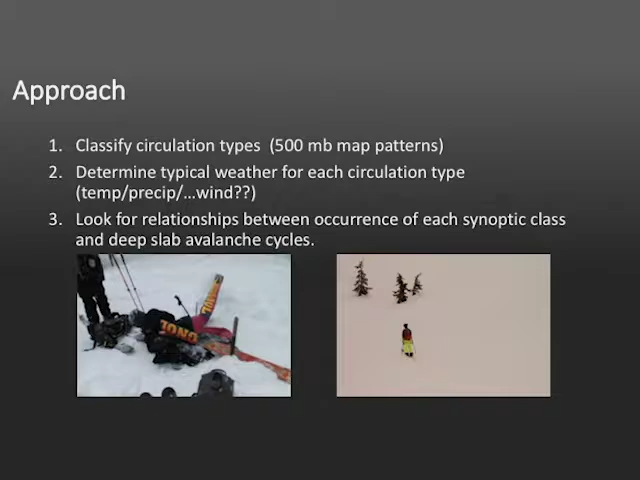 Approach
1. Classify circulation types (500 mb map patterns)
2. Determine typical weather for each circulation type
(temp/precip/...wind??)
3. Look for relationships between occurrence of each synoptic class
and deep slab avalanche cycles.
GNU